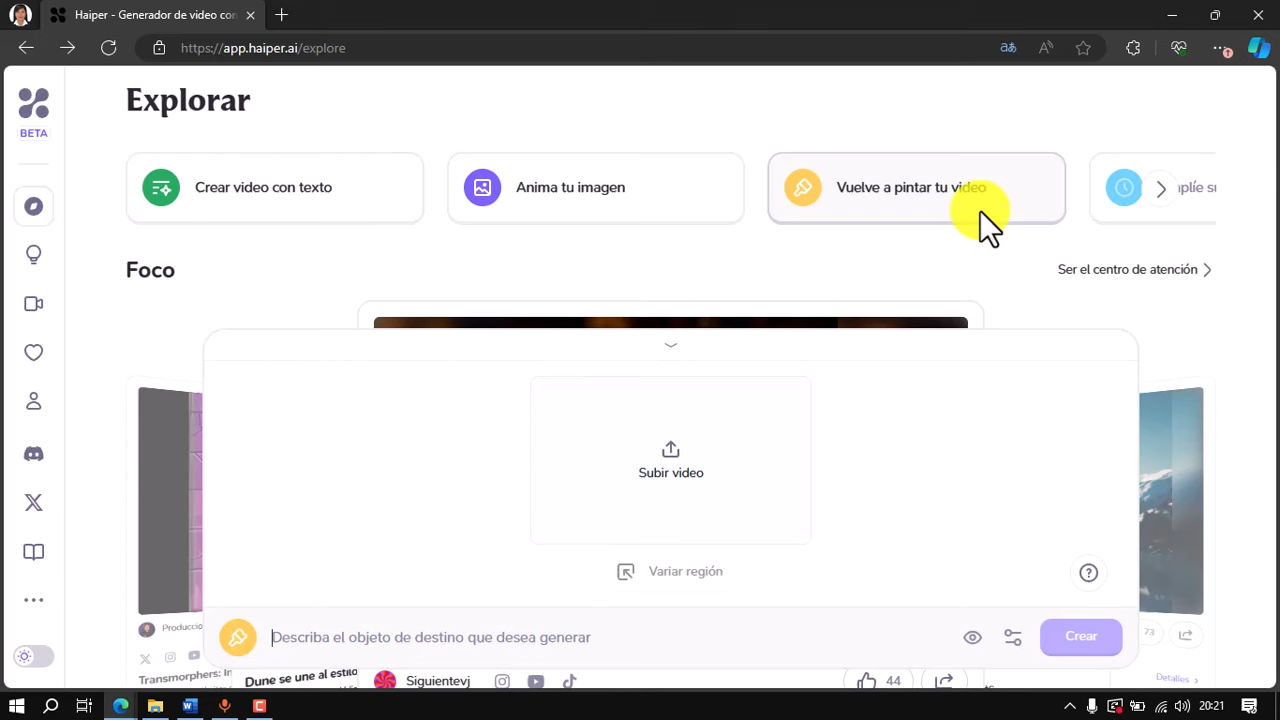 Haiper - Generador de video con
https://app.haiper.ai/explore
BETA
Explorar
Crear video con texto
Anima tu imagen
Vuelve a pintar tu video
Foco
Ser el centro de atención
Subir video
Variar región
Describa el objeto de destino que desea generar
Crear
Produccio
73
Transmorphers: In
Dune se une al estilo
Siguientevj
44
Detalles
20:21